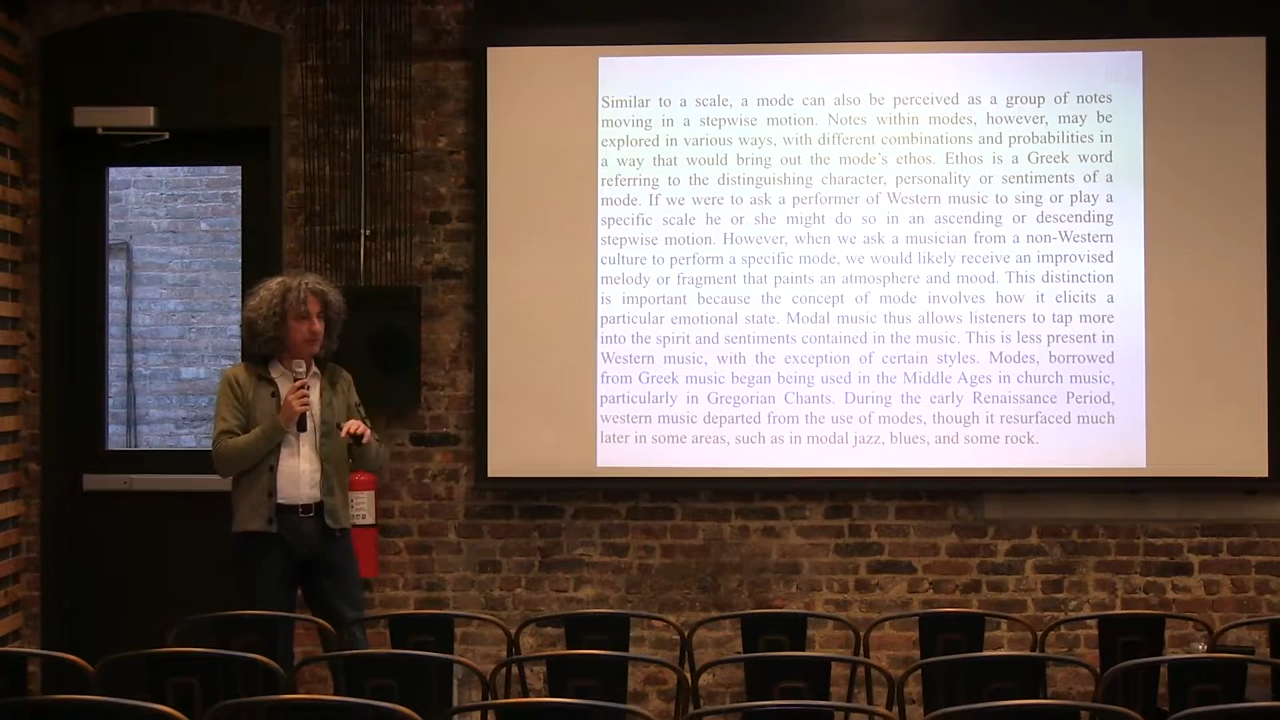 Similar to a scale, a mode can also be perceived as a group of notes
moving in a stepwise motion. Notes within modes, however, may be
explored in various ways, with different combinations and probabilities in
a way that would bring out the mode's ethos. Ethos is a Greek word
referring to the distinguishing character, personality or sentiments of a
mode. If we were to ask a performer of Western music to sing or play a
specific scale he or she might do so in an ascending or descending
stepwise motion. However, when we ask a musician from a non-Western
culture to perform a specific mode, we would likely receive an improvised
melody or fragment that paints an atmosphere and mood. This distinction
is important because the concept of mode involves how it elicits a
particular emotional state. Modal music thus allows listeners to tap more
into the spirit and sentiments contained in the music. This is less present in
Western music, with the exception of certain styles. Modes, borrowed
from Greek music began being used in the Middle Ages in church music,
particularly in Gregorian Chants. During the early Renaissance Period,
western music departed from the use of modes, though it resurfaced much
later in some areas, such as in modal jazz, blues, and some rock.